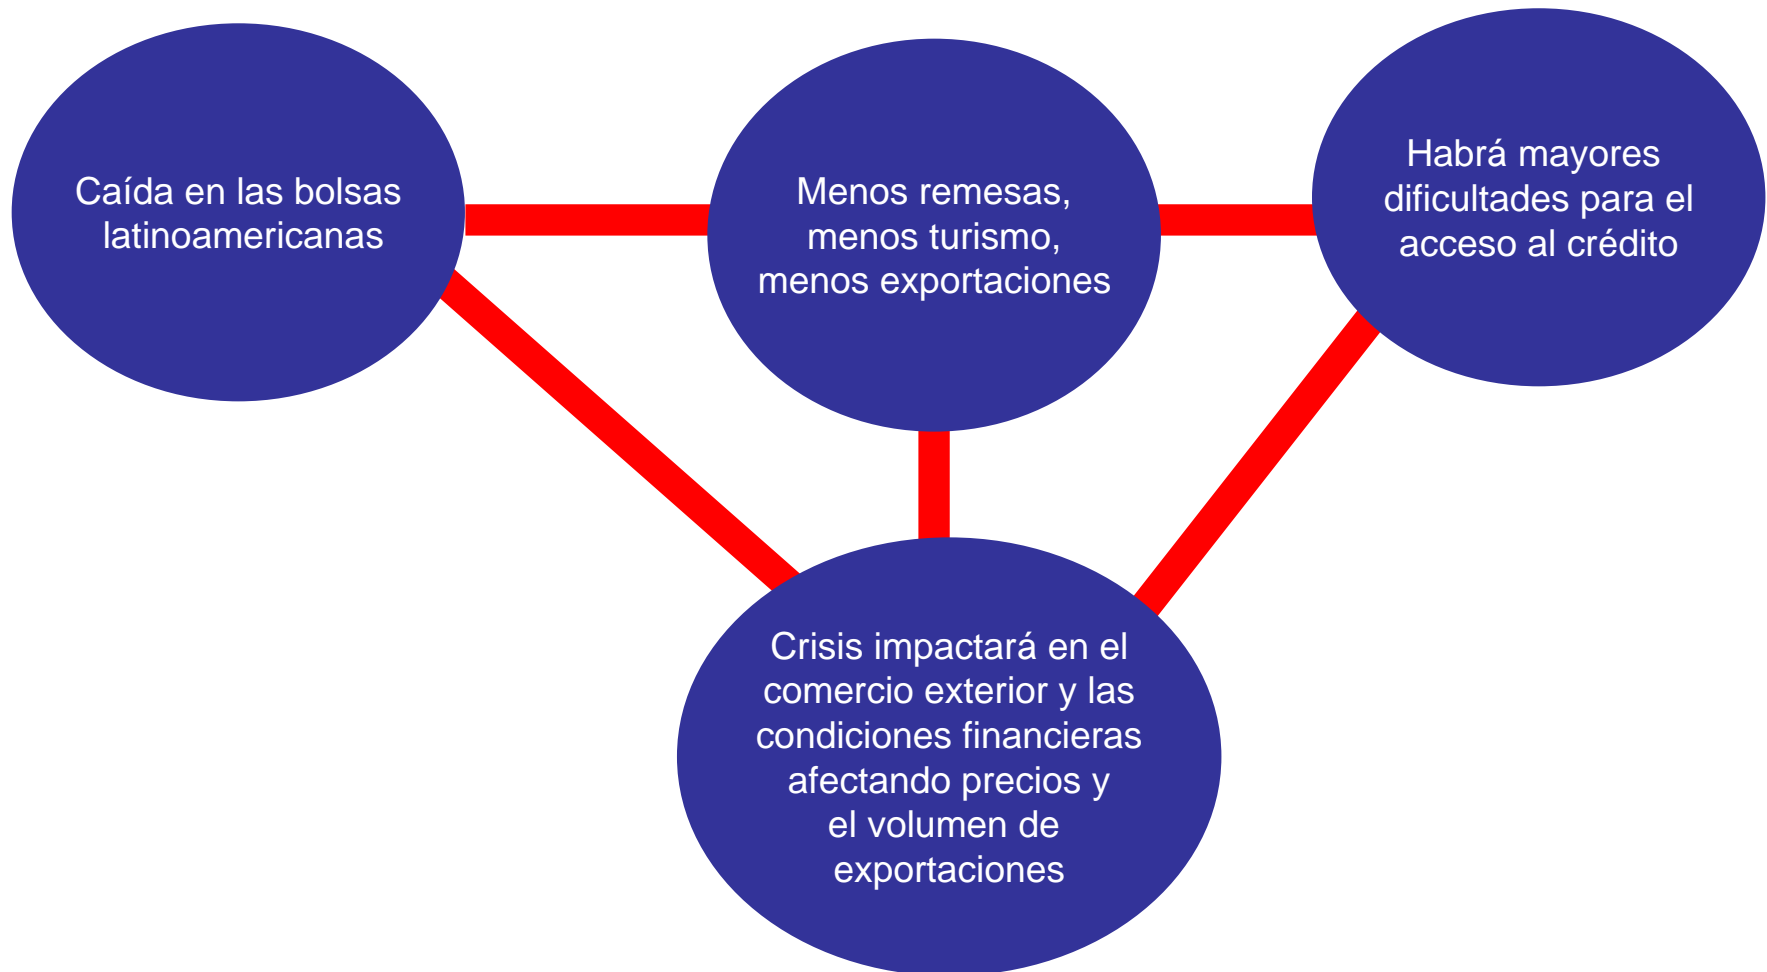 Caída en las bolsas
latinoamericanas
Menos remesas,
menos turismo,
menos exportaciones
Habrá mayores
dificultades para el
acceso al crédito
Crisis impactará en el
comercio exterior y las
condiciones financieras
afectando precios y
el volumen de
exportaciones